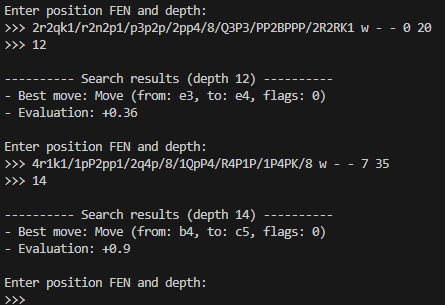 Enter position FEN and depth:
>>> 2r2qk1/r2n2p1/p3p2p/2pp4/8/Q3P3/PP2BPPP/2R2RK1 w - - 0 20
>>> 12
---------- Search results (depth 12) ----------
- Best move: Move (from: e3, to: e4, flags: 0)
- Evaluation: +0.36
Enter position FEN and depth:
>>> 4r1k1/1pP2pp1/2q4p/8/1QpP4/R4P1P/1P4PK/8 w - - 7 35
>>> 14
---------- Search results (depth 14) ----------
- Best move: Move (from: b4, to: c5, flags: 0)
- Evaluation: +0.9
Enter position FEN and depth:
>>>